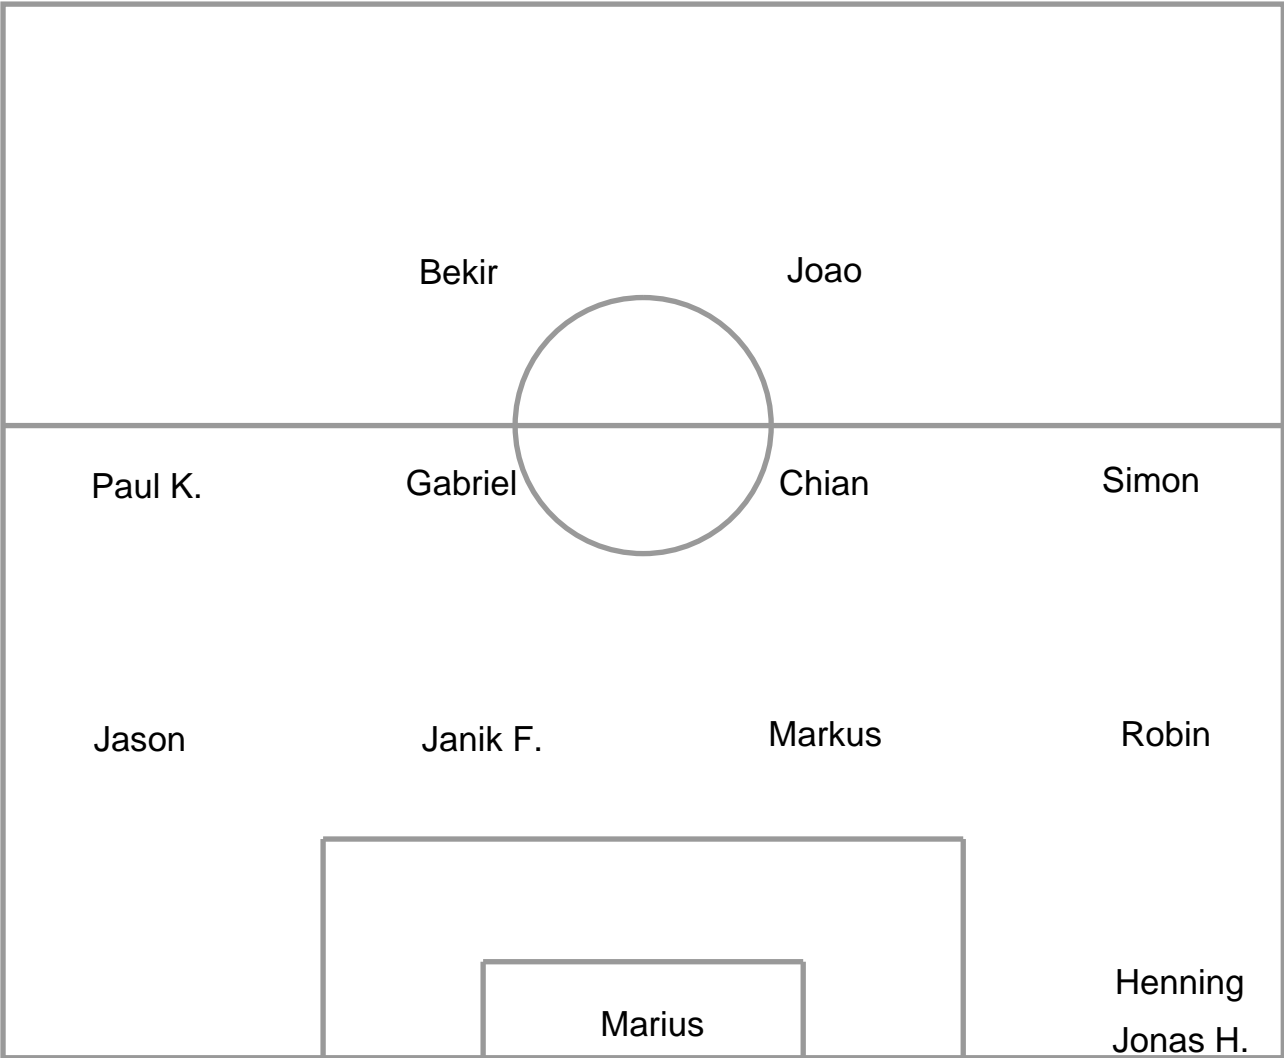 Bekir Joao
Paul K. Gabriel Chian Simon
Jason Janik F. Markus Robin
Henning
Marius
Jonas H.